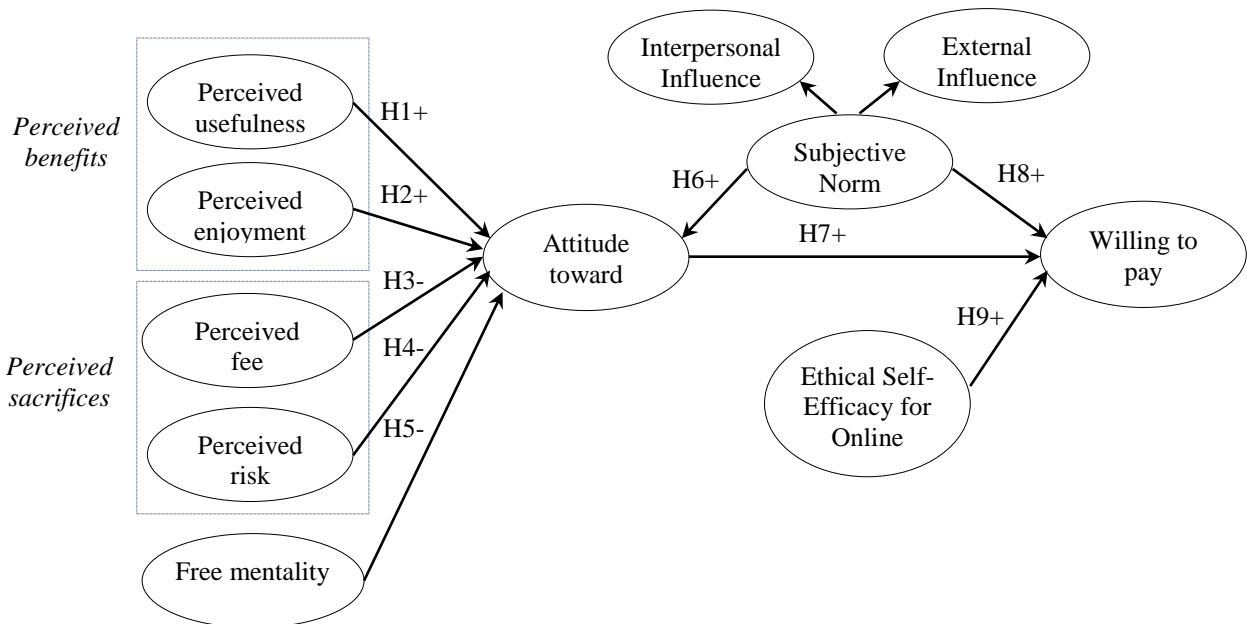 Perceived
benefits
Perceived
usefulness
H1+
Perceived
enjoyment
H2+
Perceived
sacrifices
Perceived
fee
H3-
Perceived
risk
H4-
Free mentality
H5-
Attitude
toward
Interpersonal
Influence
External
Influence
Subjective
Norm
H6+
H8+
H7+
Willing to
pay
H9+
Ethical Self-
Efficacy for
Online